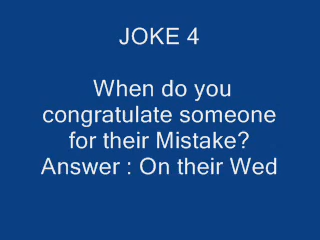 JOKE 4
When do you
congratulate someone
for their Mistake?
Answer : On their Wed